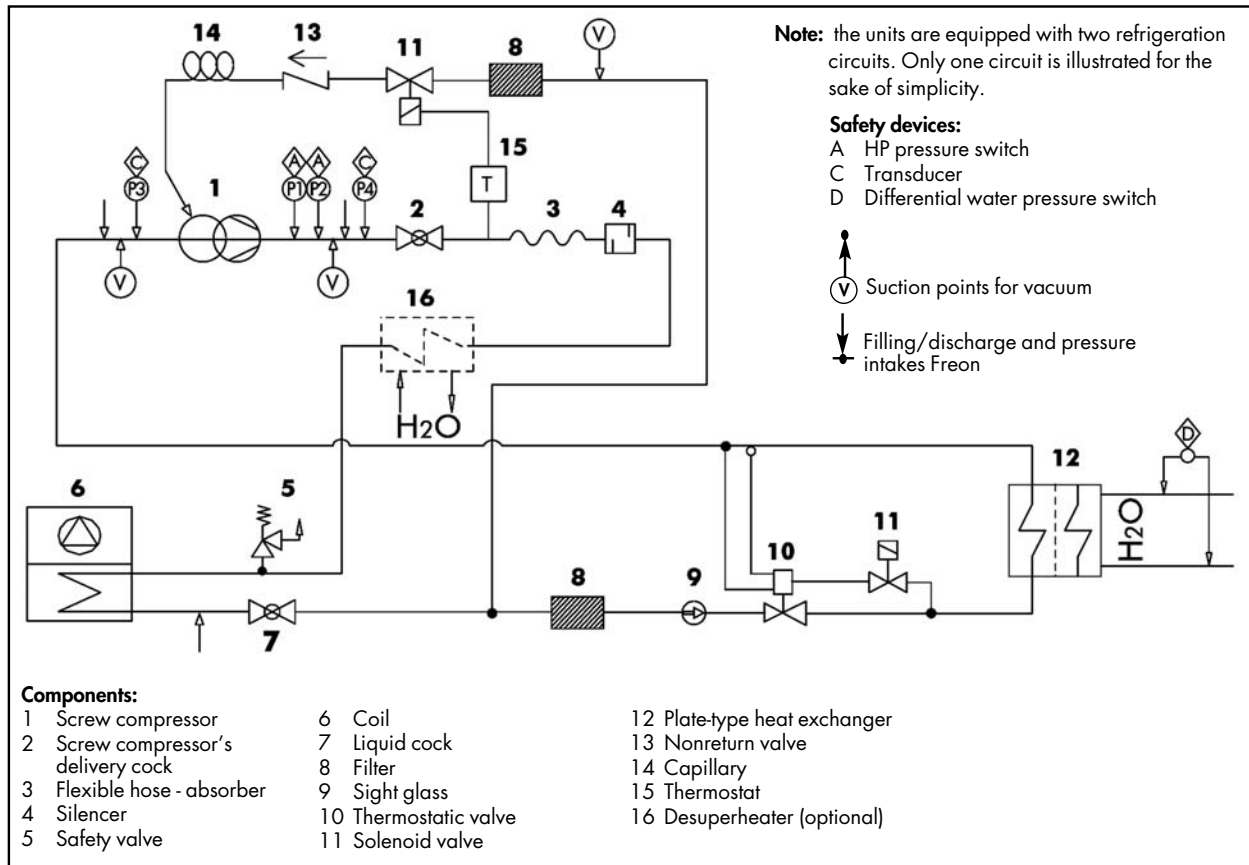 14
13
11
8
V
Note: the units are equipped with two refrigeration
circuits. Only one circuit is illustrated for the
sake of simplicity.
Safety devices:
A HP pressure switch
C Transducer
D Differential water pressure switch
V Suction points for vacuum
Filling/discharge and pressure
intakes Freon
15
T
C
P3
1
A
P1
A
P2
C
P4
2
3
4
V
V
16
H2O
6
5
7
8
9
10
11
12
D
H2O
Components:
1 Screw compressor
2 Screw compressor's
delivery cock
3 Flexible hose - absorber
4 Silencer
5 Safety valve
6 Coil
7 Liquid cock
8 Filter
9 Sight glass
10 Thermostatic valve
11 Solenoid valve
12 Plate-type heat exchanger
13 Nonreturn valve
14 Capillary
15 Thermostat
16 Desuperheater (optional)